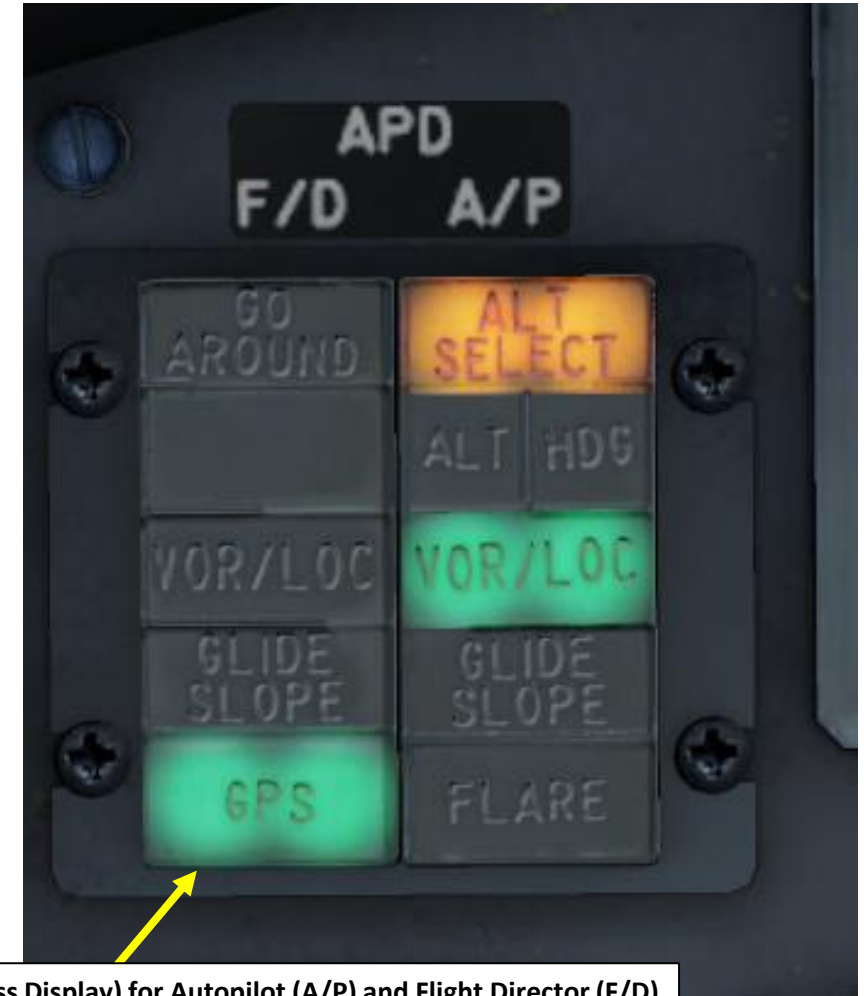 APD
F/D A/P
GO
AROUND
ALT
SELECT
ALT HDG
VOR/LOC VOR/LOC
GLIDE
SLOPE
GLIDE
SLOPE
GPS FLARE
Display) for Autopilot (A/P) and Flight Director (F/D)